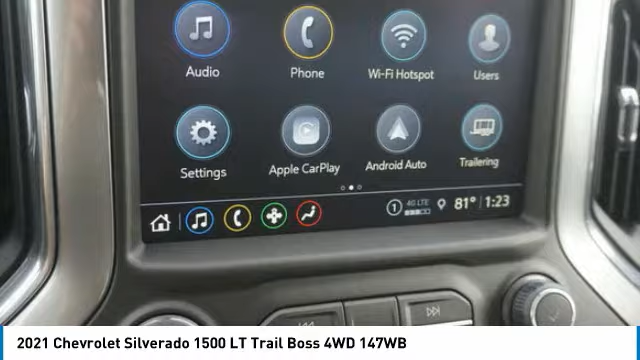 Audio
Phone
Wi-Fi Hotspot
Users
Settings
Apple CarPlay
Android Auto
Trailering
1 4G LTE 81° 1:23
2021 Chevrolet Silverado 1500 LT Trail Boss 4WD 147WB